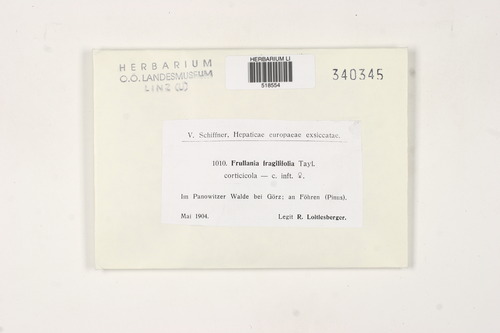 HERBARIUM
O.Ö. LANDESMUSEUM
LINZ (LI)
HERBARIUM LI
518554
340345
V. Schiffner, Hepaticae europaeae exsiccatae.
1010. Frullania fragilifolia Tayl.
corticicola — c. inft. ♀.
Im Panowitzer Walde bei Görz; an Föhren (Pinus).
Mai 1904.
Legit R. Loitlesberger.